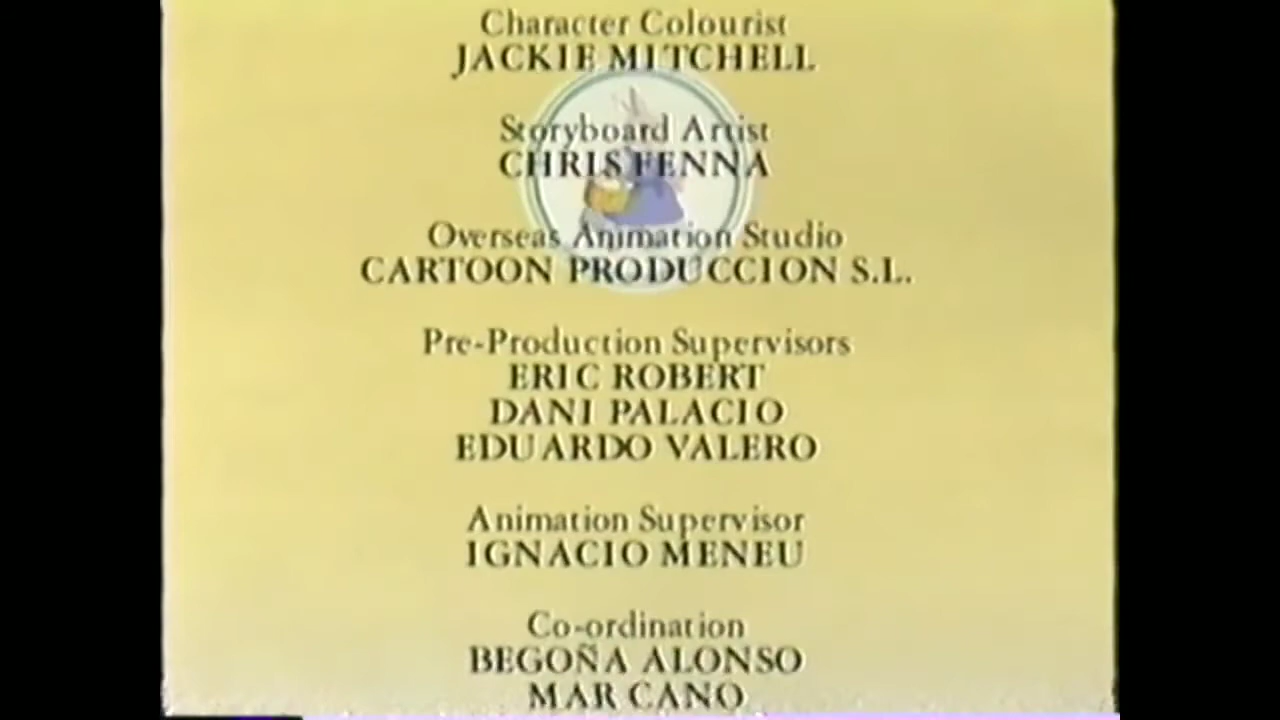 Character Colourist
JACKIE MITCHELL
Storyboard Artist
CHRIS FENNA
Overseas Animation Studio
CARTOON PRODUCCION S.L.
Pre-Production Supervisors
ERIC ROBERT
DANI PALACIO
EDUARDO VALERO
Animation Supervisor
IGNACIO MENEU
Co-ordination
BEGOÑA ALONSO
MAR CANO